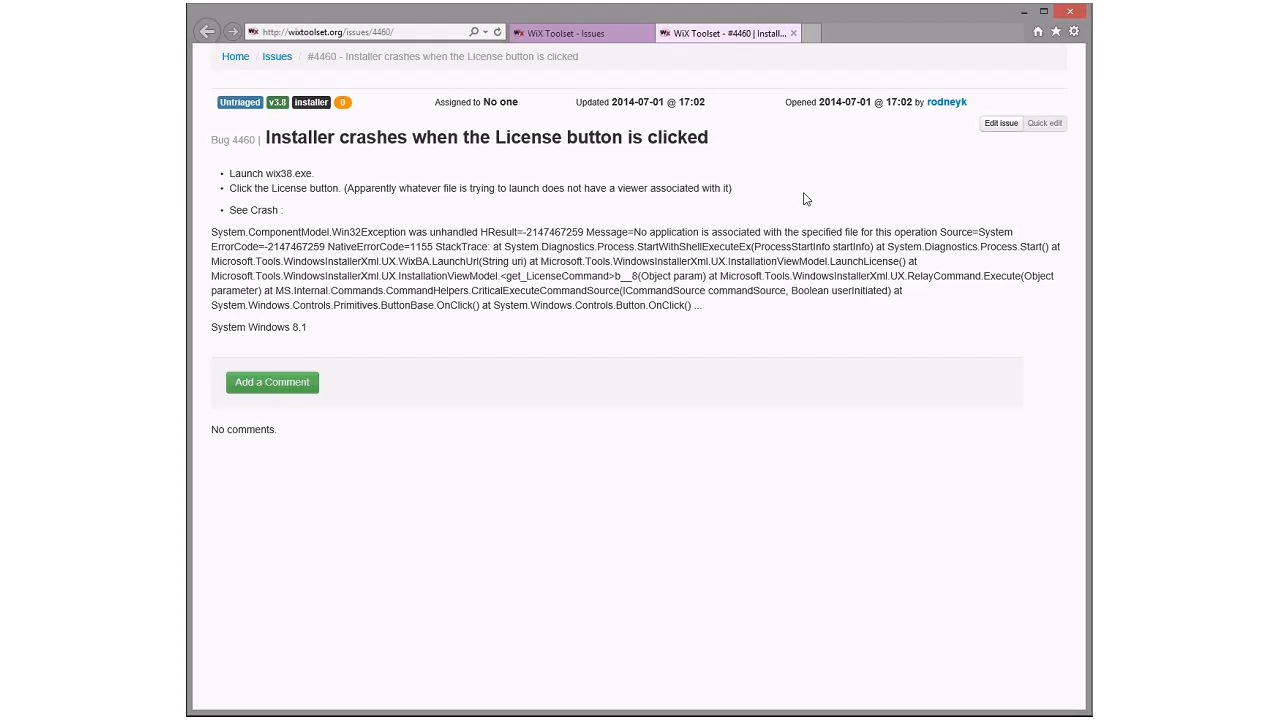 http://wixtoolset.org/issues/4460/
WiX Toolset - Issues
WiX Toolset - #4460 | Install...
Home / Issues / #4460 - Installer crashes when the License button is clicked
Untriaged v3.8 installer 0 Assigned to No one Updated 2014-07-01 @ 17:02 Opened 2014-07-01 @ 17:02 by rodneyk
Edit issue Quick edit
Bug 4460 | Installer crashes when the License button is clicked
• Launch wix38.exe.
• Click the License button. (Apparently whatever file is trying to launch does not have a viewer associated with it)
• See Crash :
System.ComponentModel.Win32Exception was unhandled HResult=-2147467259 Message=No application is associated with the specified file for this operation Source=System
ErrorCode=-2147467259 NativeErrorCode=1155 StackTrace: at System.Diagnostics.Process.StartWithShellExecuteEx(ProcessStartInfo startInfo) at System.Diagnostics.Process.Start() at
Microsoft.Tools.WindowsInstallerXml.UX.WixBA.LaunchUrl(String uri) at Microsoft.Tools.WindowsInstallerXml.UX.InstallationViewModel.LaunchLicense() at
Microsoft.Tools.WindowsInstallerXml.UX.InstallationViewModel.<get_LicenseCommand>b__8(Object param) at Microsoft.Tools.WindowsInstallerXml.UX.RelayCommand.Execute(Object
parameter) at MS.Internal.Commands.CommandHelpers.CriticalExecuteCommandSource(ICommandSource commandSource, Boolean userInitiated) at
System.Windows.Controls.Primitives.ButtonBase.OnClick() at System.Windows.Controls.Button.OnClick() ...
System Windows 8.1
Add a Comment
No comments.